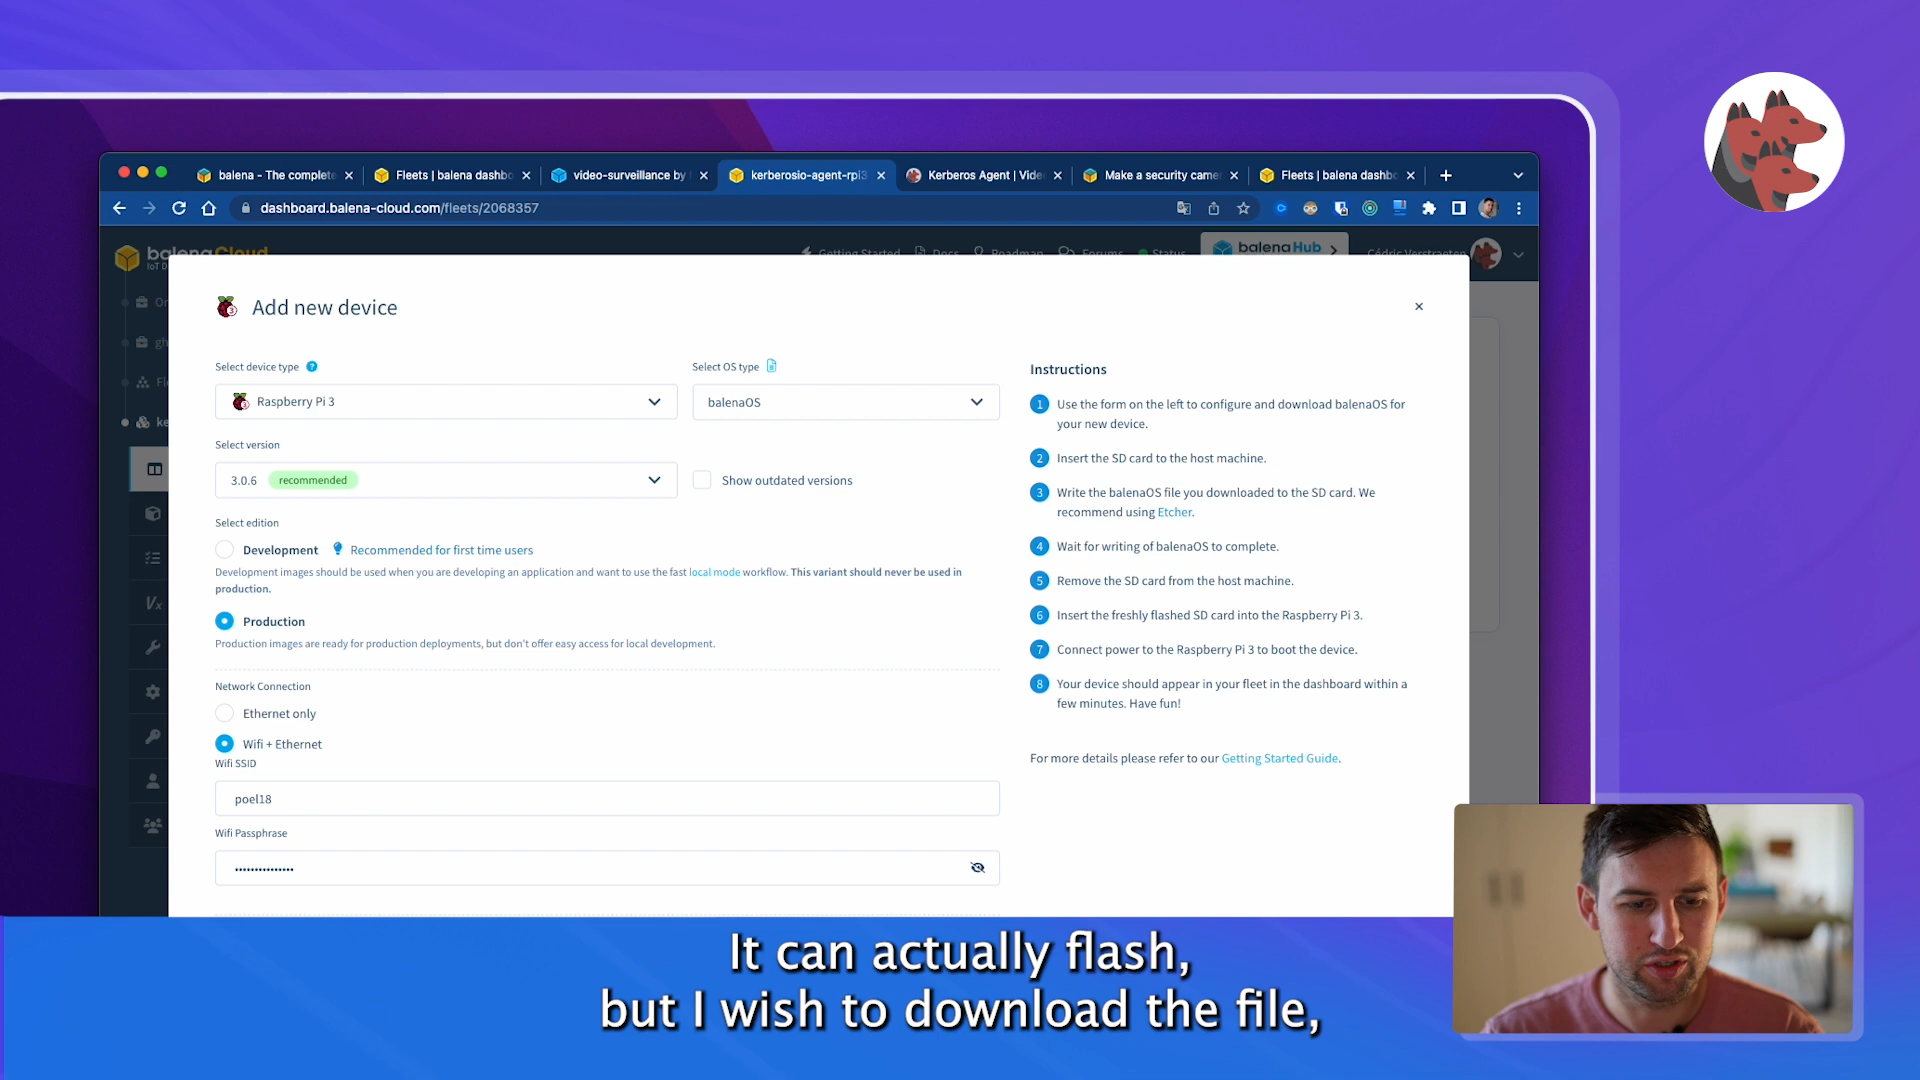 balena - The complete
Fleets | balena dashbo
video-surveillance by
kerberosio-agent-rpi3
Kerberos Agent | Vide
Make a security came
Fleets | balena dashbo
dashboard.balena-cloud.com/fleets/2068357
balenaCloud
Getting Started
Docs
Roadmap
Forums
Status
balenaHub
Cédric Verstraeten
IoT D
Or
gh
Fl
ke
Add new device
Select device type
Raspberry Pi 3
Select OS type
balenaOS
Select version
3.0.6 recommended
Show outdated versions
Select edition
Development Recommended for first time users
Development images should be used when you are developing an application and want to use the fast local mode workflow. This variant should never be used in
production.
Production
Production images are ready for production deployments, but don't offer easy access for local development.
Network Connection
Ethernet only
Wifi + Ethernet
Wifi SSID
poel18
Wifi Passphrase
•••••••••••••••
Instructions
1 Use the form on the left to configure and download balenaOS for
your new device.
2 Insert the SD card to the host machine.
3 Write the balenaOS file you downloaded to the SD card. We
recommend using Etcher.
4 Wait for writing of balenaOS to complete.
5 Remove the SD card from the host machine.
6 Insert the freshly flashed SD card into the Raspberry Pi 3.
7 Connect power to the Raspberry Pi 3 to boot the device.
8 Your device should appear in your fleet in the dashboard within a
few minutes. Have fun!
For more details please refer to our Getting Started Guide.
It can actually flash,
but I wish to download the file,